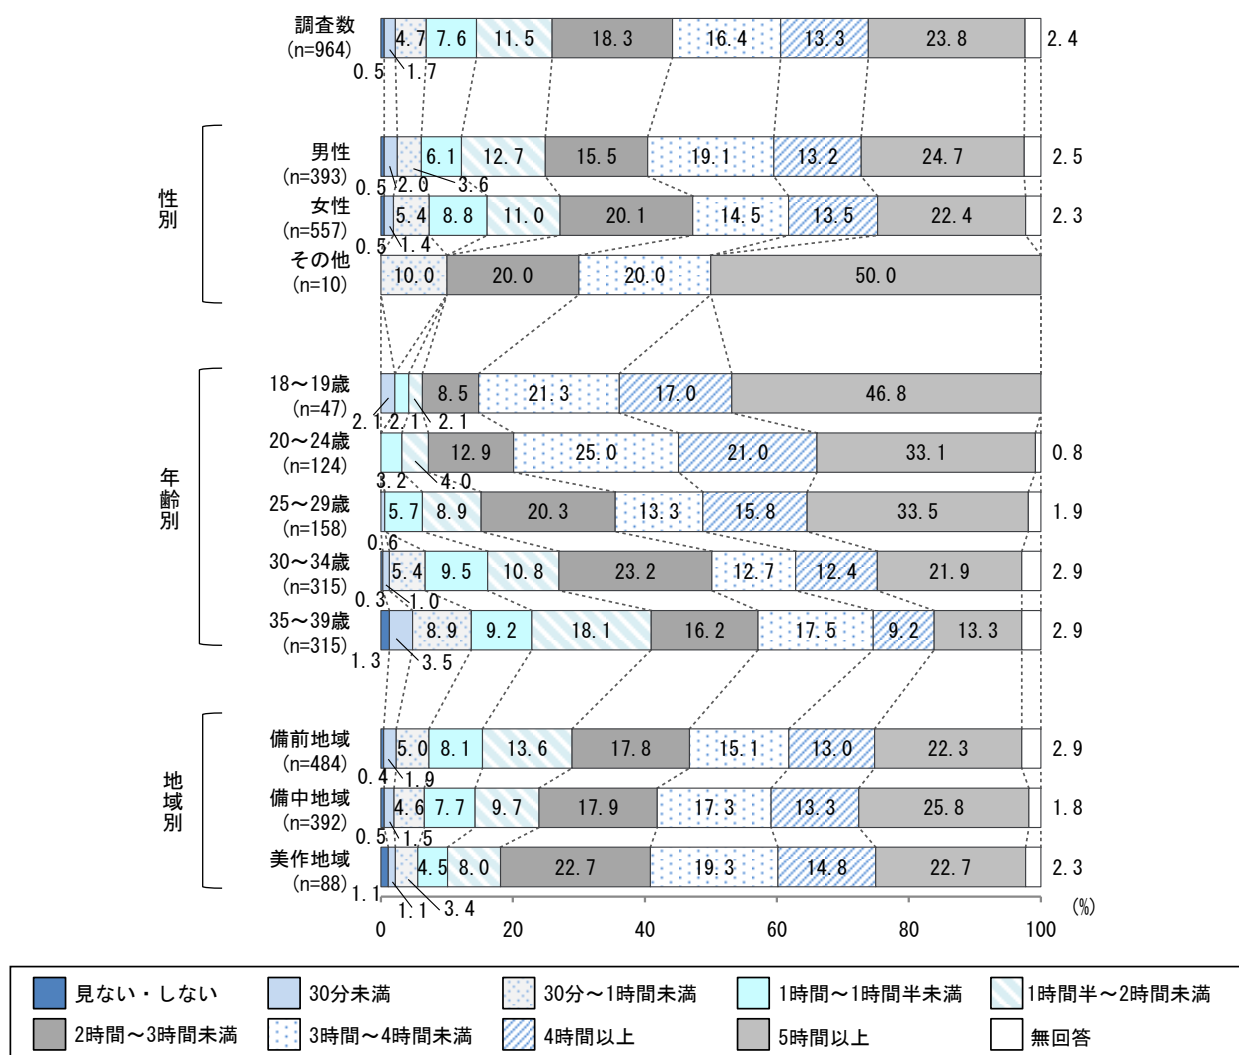 調査数
(n=964)
4.7 7.6 11.5 18.3 16.4 13.3 23.8 2.4
0.5 1.7
性別
男性
(n=393)
6.1 12.7 15.5 19.1 13.2 24.7 2.5
0.5 2.0 3.6
女性
(n=557)
5.4 8.8 11.0 20.1 14.5 13.5 22.4 2.3
0.5 1.4
その他
(n=10)
10.0 20.0 20.0 50.0
年齢別
18～19歳
(n=47)
8.5 21.3 17.0 46.8
2.1 2.1 2.1
20～24歳
(n=124)
12.9 25.0 21.0 33.1 0.8
3.2 4.0
25～29歳
(n=158)
5.7 8.9 20.3 13.3 15.8 33.5 1.9
0.6
30～34歳
(n=315)
5.4 9.5 10.8 23.2 12.7 12.4 21.9 2.9
0.3 1.0
35～39歳
(n=315)
8.9 9.2 18.1 16.2 17.5 9.2 13.3 2.9
1.3 3.5
地域別
備前地域
(n=484)
5.0 8.1 13.6 17.8 15.1 13.0 22.3 2.9
0.4 1.9
備中地域
(n=392)
4.6 7.7 9.7 17.9 17.3 13.3 25.8 1.8
0.5 1.5
美作地域
(n=88)
4.5 8.0 22.7 19.3 14.8 22.7 2.3
1.1 1.1 3.4
(%)
0 20 40 60 80 100
見ない・しない 30分未満 30分～1時間未満 1時間～1時間半未満 1時間半～2時間未満
2時間～3時間未満 3時間～4時間未満 4時間以上 5時間以上 無回答